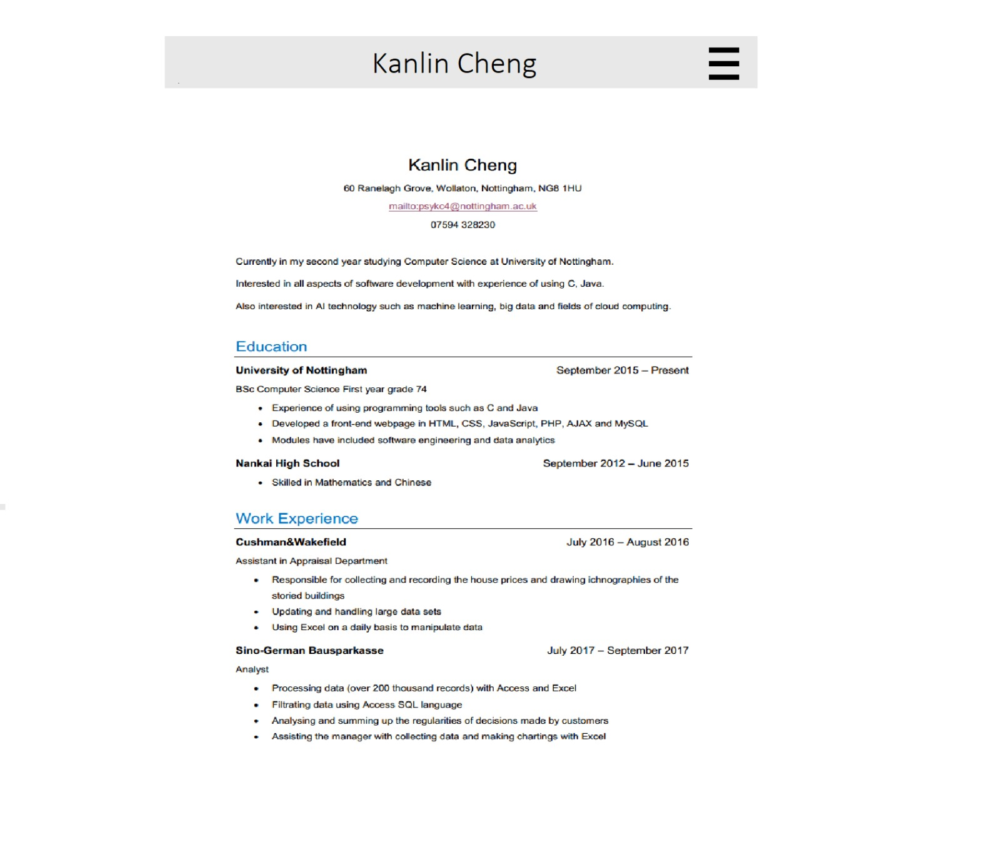 Kanlin Cheng
Kanlin Cheng
60 Ranelagh Grove, Wollaton, Nottingham, NG8 1HU
mailto:psykc4@nottingham.ac.uk
07594 328230
Currently in my second year studying Computer Science at University of Nottingham.
Interested in all aspects of software development with experience of using C, Java.
Also interested in AI technology such as machine learning, big data and fields of cloud computing.
Education
University of Nottingham September 2015 – Present
BSc Computer Science First year grade 74
• Experience of using programming tools such as C and Java
• Developed a front-end webpage in HTML, CSS, JavaScript, PHP, AJAX and MySQL
• Modules have included software engineering and data analytics
Nankai High School September 2012 – June 2015
• Skilled in Mathematics and Chinese
Work Experience
Cushman&Wakefield July 2016 – August 2016
Assistant in Appraisal Department
• Responsible for collecting and recording the house prices and drawing ichnographies of the
storied buildings
• Updating and handling large data sets
• Using Excel on a daily basis to manipulate data
Sino-German Bausparkasse July 2017 – September 2017
Analyst
• Processing data (over 200 thousand records) with Access and Excel
• Filtrating data using Access SQL language
• Analysing and summing up the regularities of decisions made by customers
• Assisting the manager with collecting data and making chartings with Excel